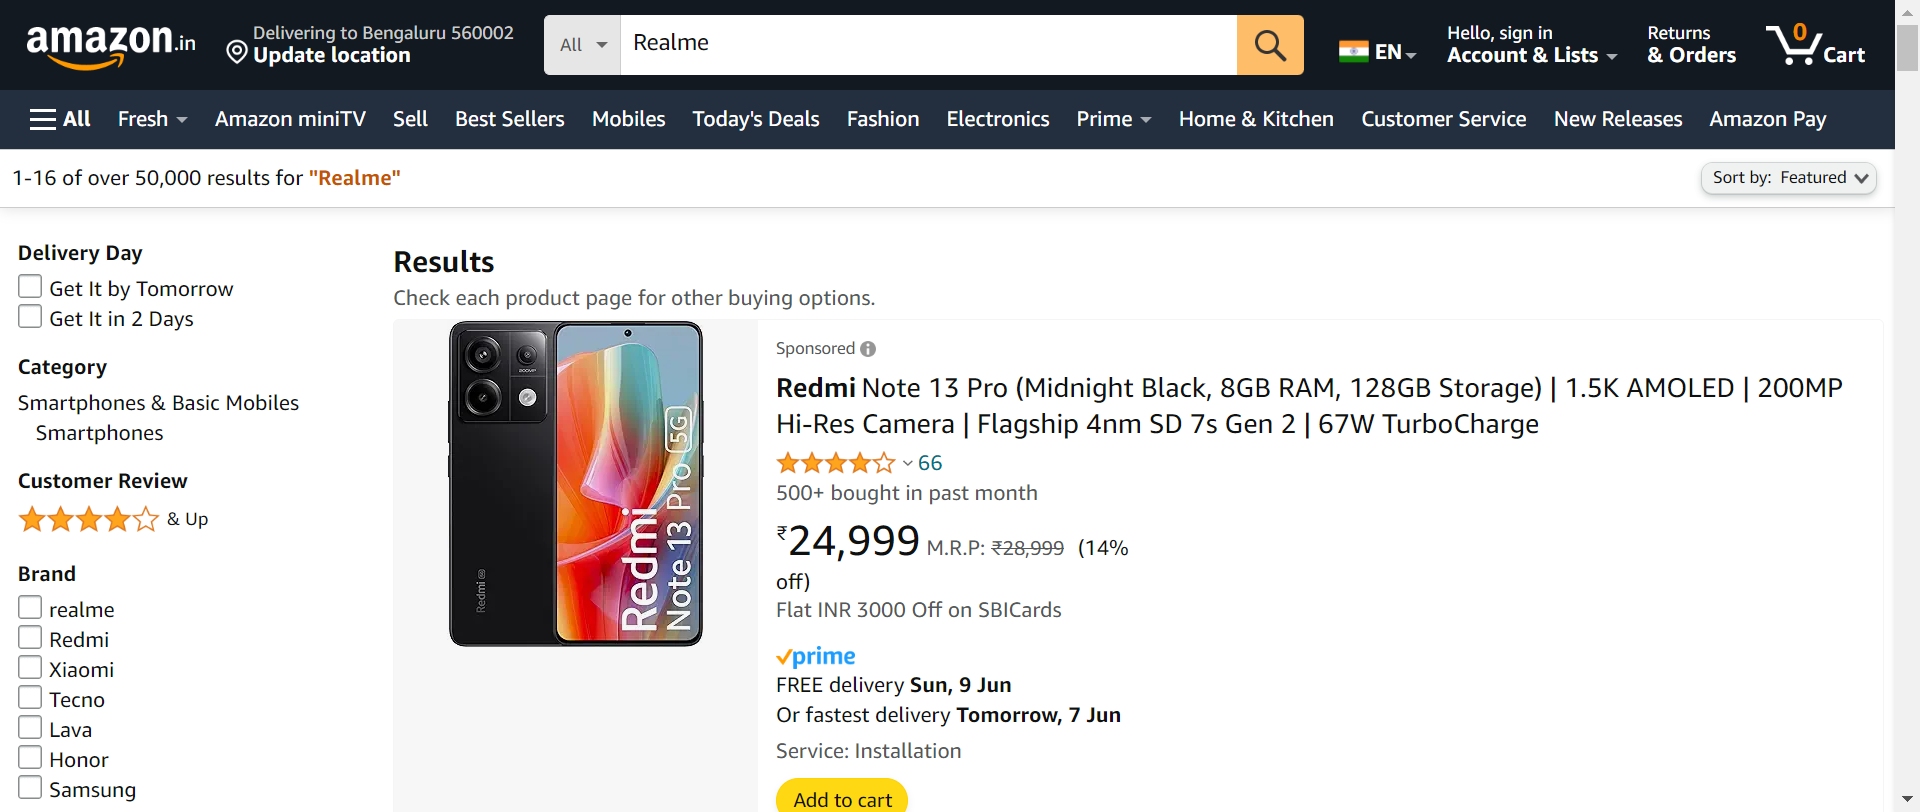 amazon.in
Delivering to Bengaluru 560002
Update location
All
Realme
EN
Hello, sign in
Account & Lists
Returns
& Orders
0
Cart
All
Fresh
Amazon miniTV
Sell
Best Sellers
Mobiles
Today's Deals
Fashion
Electronics
Prime
Home & Kitchen
Customer Service
New Releases
Amazon Pay
1-16 of over 50,000 results for "Realme"
Sort by: Featured
Delivery Day
Get It by Tomorrow
Get It in 2 Days
Category
Smartphones & Basic Mobiles
Smartphones
Customer Review
& Up
Brand
realme
Redmi
Xiaomi
Tecno
Lava
Honor
Samsung
Results
Check each product page for other buying options.
200MP
Redmi
Redmi
Note 13 Pro 5G
Sponsored
Redmi Note 13 Pro (Midnight Black, 8GB RAM, 128GB Storage) | 1.5K AMOLED | 200MP
Hi-Res Camera | Flagship 4nm SD 7s Gen 2 | 67W TurboCharge
66
500+ bought in past month
₹24,999 M.R.P: ₹28,999 (14%
off)
Flat INR 3000 Off on SBICards
prime
FREE delivery Sun, 9 Jun
Or fastest delivery Tomorrow, 7 Jun
Service: Installation
Add to cart